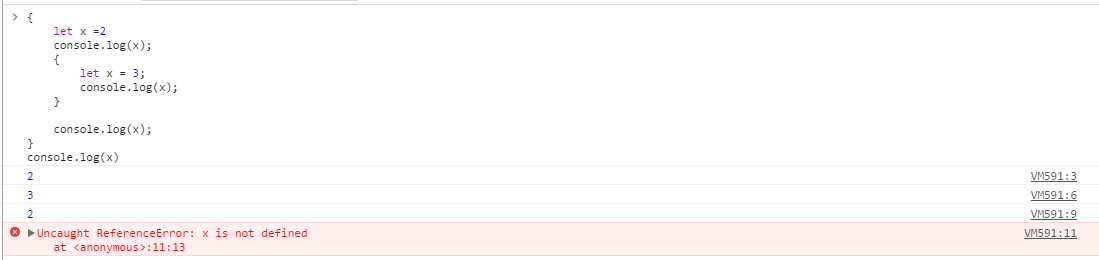 > {
    let x =2
    console.log(x);
    {
        let x = 3;
        console.log(x);
    }
    console.log(x);
}
console.log(x)
2 VM591:3
3 VM591:6
2 VM591:9
▶Uncaught ReferenceError: x is not defined VM591:11
    at <anonymous>:11:13